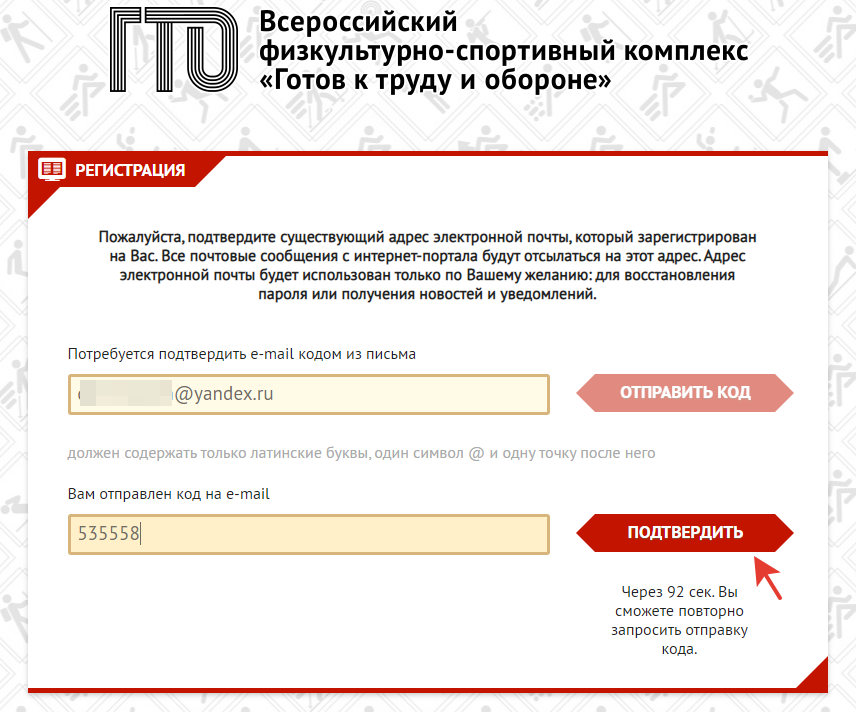 ГТО
Всероссийский
физкультурно-спортивный комплекс
«Готов к труду и обороне»
РЕГИСТРАЦИЯ
Пожалуйста, подтвердите существующий адрес электронной почты, который зарегистрирован
на Вас. Все почтовые сообщения с интернет-портала будут отсылаться на этот адрес. Адрес
электронной почты будет использован только по Вашему желанию: для восстановления
пароля или получения новостей и уведомлений.
Потребуется подтвердить e-mail кодом из письма
@yandex.ru
ОТПРАВИТЬ КОД
должен содержать только латинские буквы, один символ @ и одну точку после него
Вам отправлен код на e-mail
535558
ПОДТВЕРДИТЬ
Через 92 сек. Вы
сможете повторно
запросить отправку
кода.